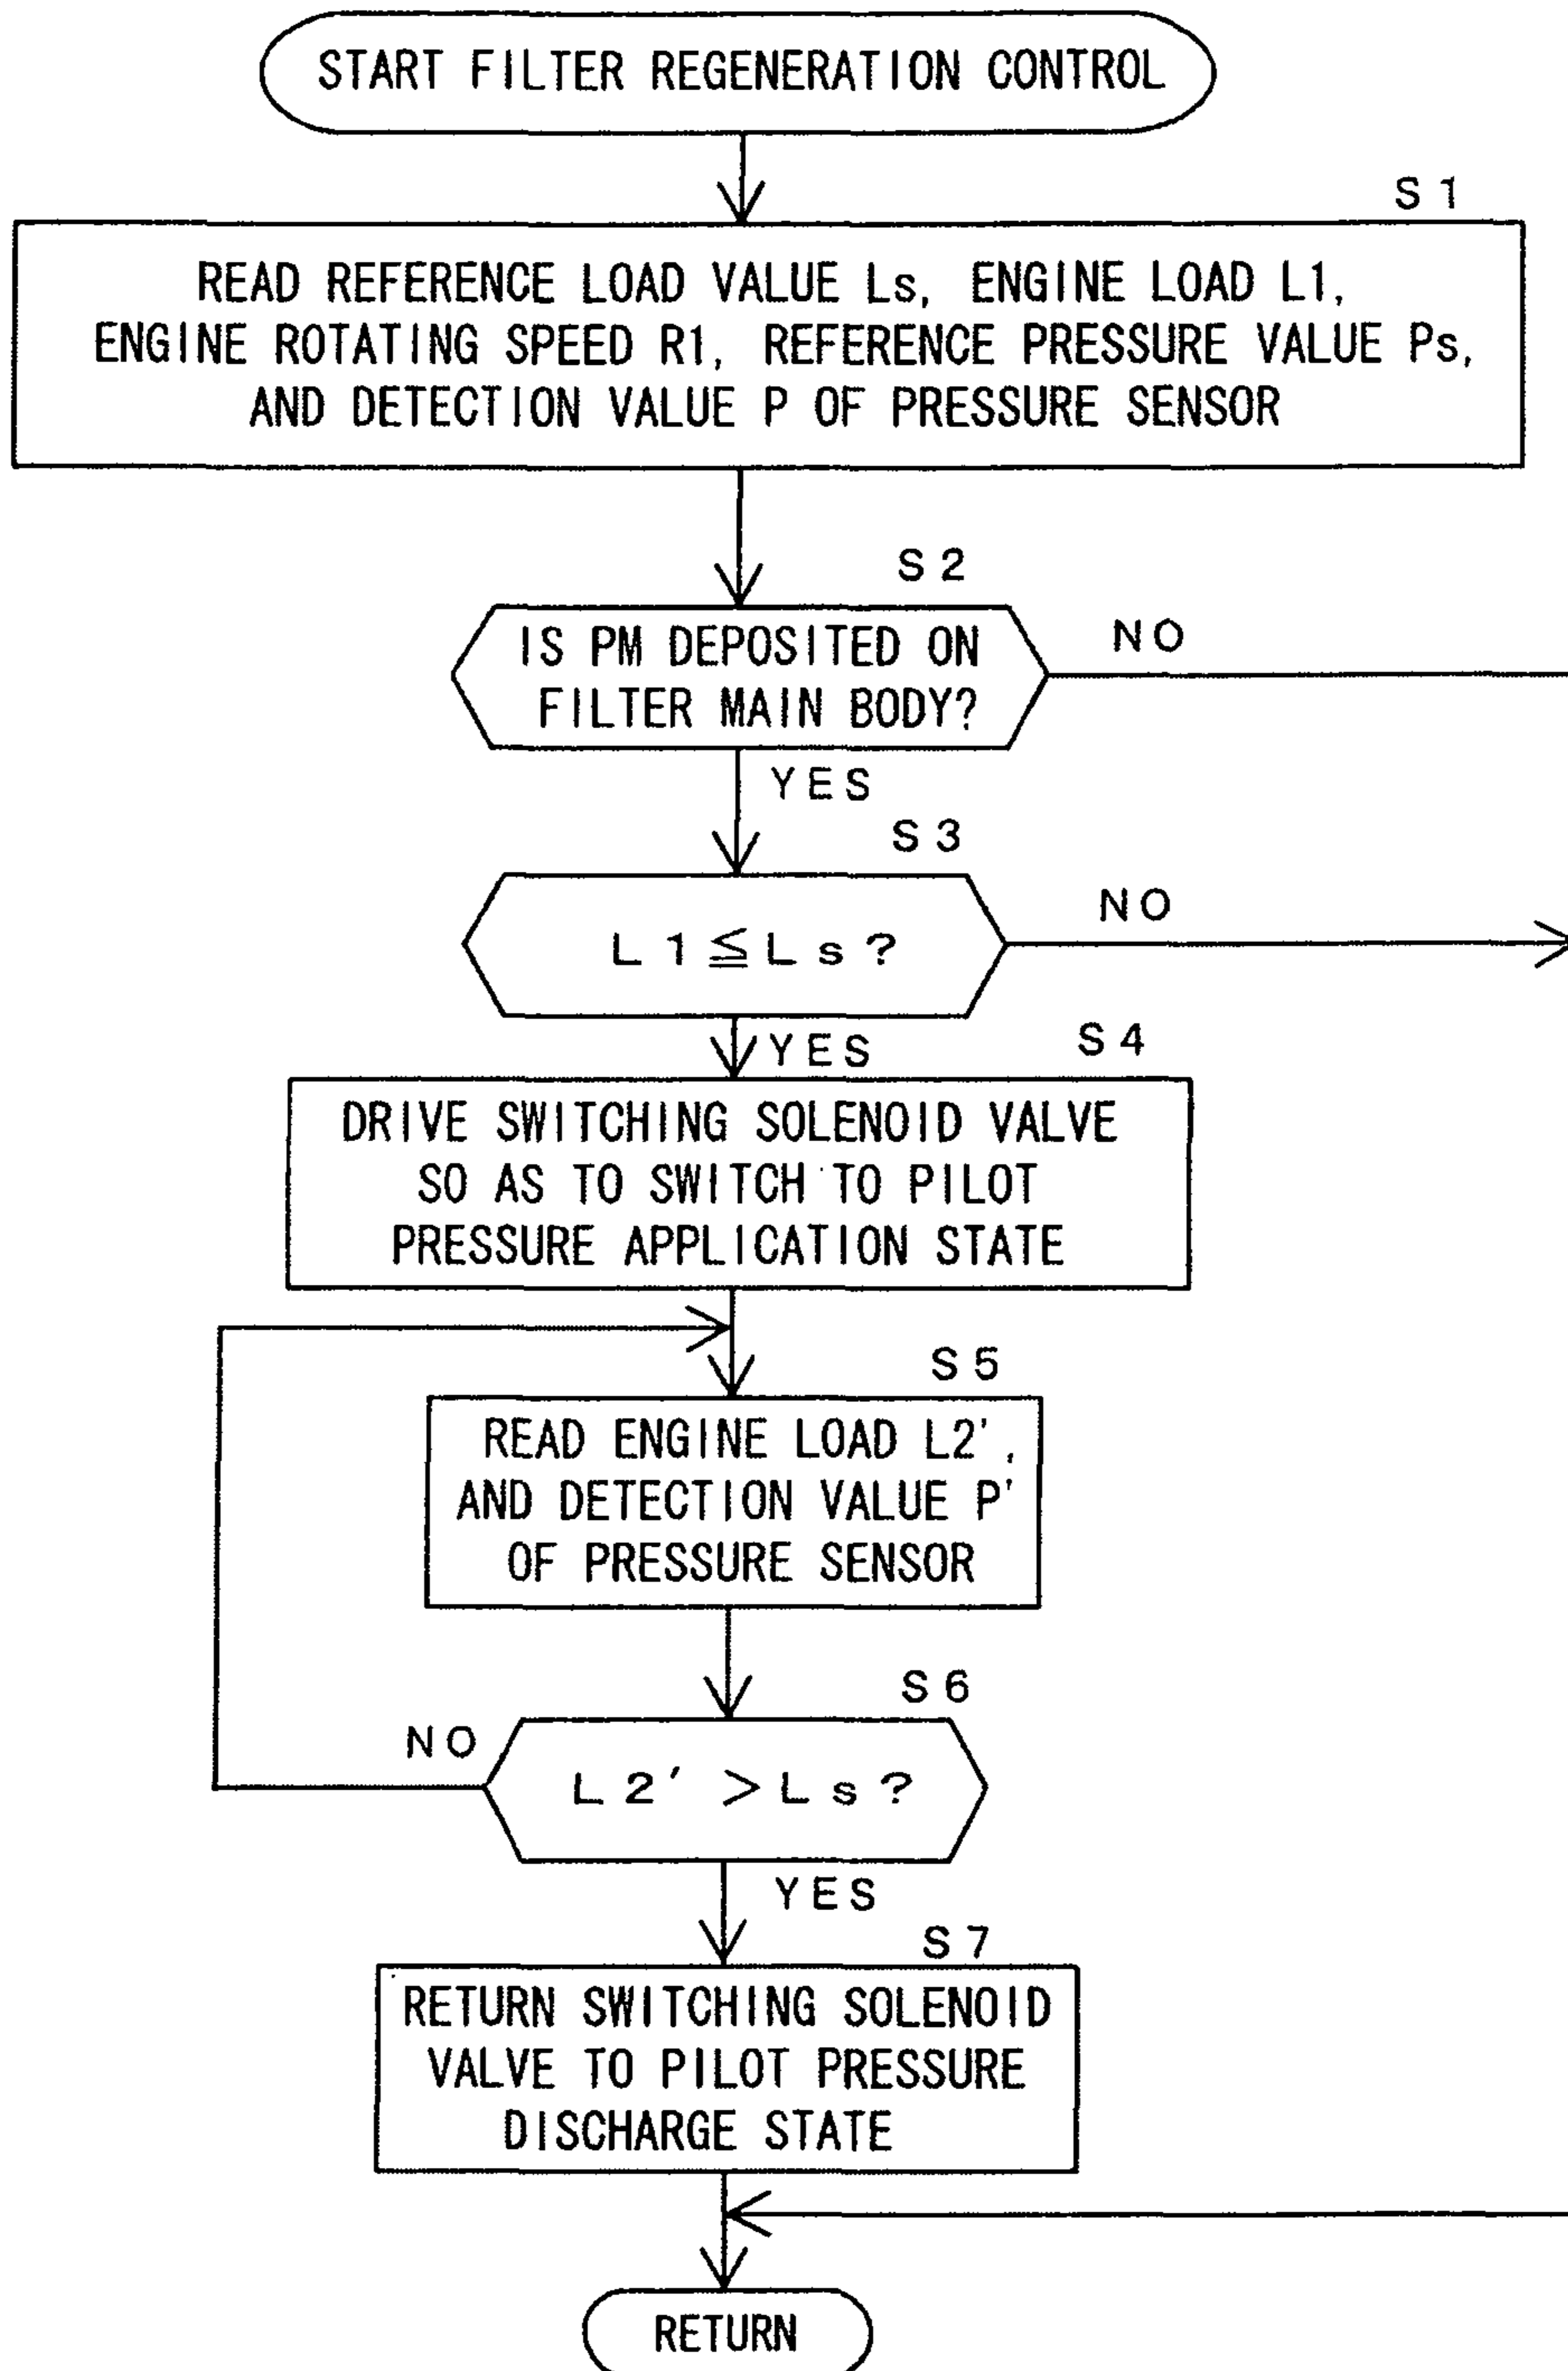 START FILTER REGENERATION CONTROL
S1
READ REFERENCE LOAD VALUE Ls, ENGINE LOAD L1,
ENGINE ROTATING SPEED R1, REFERENCE PRESSURE VALUE Ps,
AND DETECTION VALUE P OF PRESSURE SENSOR
S2
IS PM DEPOSITED ON
FILTER MAIN BODY?
NO
YES
S3
L1≦Ls?
NO
YES
S4
DRIVE SWITCHING SOLENOID VALVE
SO AS TO SWITCH TO PILOT
PRESSURE APPLICATION STATE
S5
READ ENGINE LOAD L2',
AND DETECTION VALUE P'
OF PRESSURE SENSOR
S6
NO
L2' >Ls?
YES
S7
RETURN SWITCHING SOLENOID
VALVE TO PILOT PRESSURE
DISCHARGE STATE
RETURN